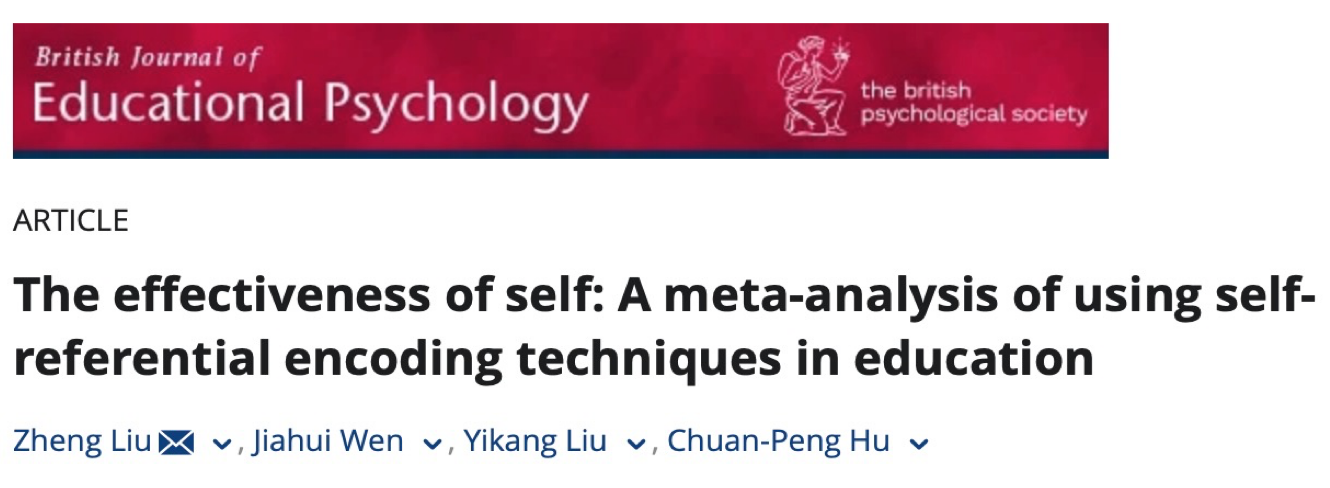 British Journal of
Educational Psychology
the british
psychological society
ARTICLE
The effectiveness of self: A meta-analysis of using self-
referential encoding techniques in education
Zheng Liu , Jiahui Wen , Yikang Liu , Chuan-Peng Hu